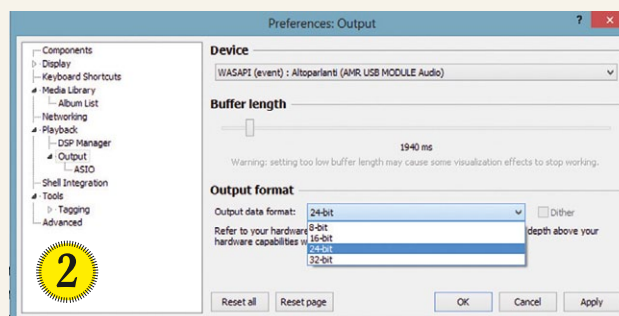 Preferences: Output
?
Components
Display
Keyboard Shortcuts
Media Library
Album List
Networking
Playback
DSP Manager
Output
ASIO
Shell Integration
Tools
Tagging
Advanced
2
Device
WASAPI (event) : Altoparlanti (AMR USB MODULE Audio)
Buffer length
1940 ms
Warning: setting too low buffer length may cause some visualization effects to stop working.
Output format
Output data format: 24-bit Dither
8-bit
16-bit
24-bit
32-bit
Refer to your hardware depth above your
hardware capabilities w
Reset all Reset page OK Cancel Apply